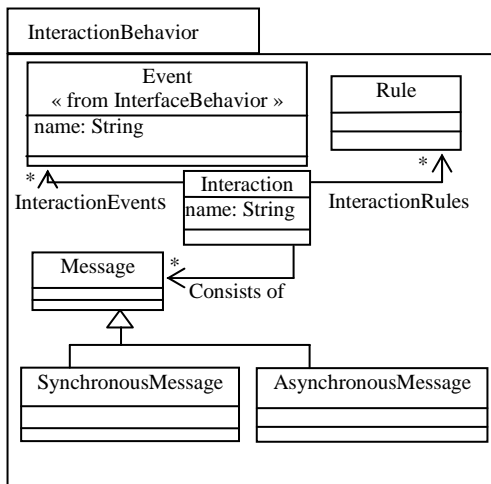 InteractionBehavior
Event
« from InterfaceBehavior »
name: String
Rule
*
*
Interaction
name: String
InteractionEvents
InteractionRules
Message
*
Consists of
SynchronousMessage
AsynchronousMessage